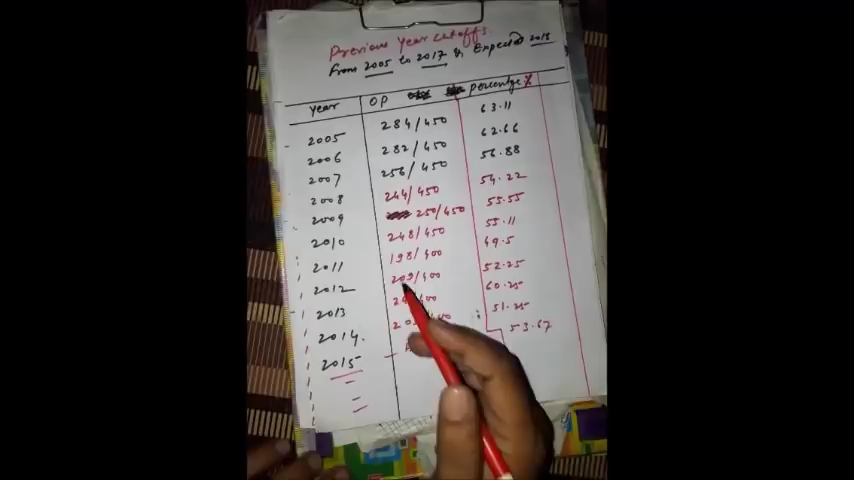 Previous Year cutoffs
From 2005 to 2017 & Expected 2018
Year OP percentge %
2005 284/450 63.11
2006 282/450 62.66
2007 256/450 56.88
2008 244/450 54.22
2009 250/450 55.55
2010 248/450 55.11
2011 198/400 49.5
2012 209/400 52.25
2013 60.25
2014 51.25
2015 53.67